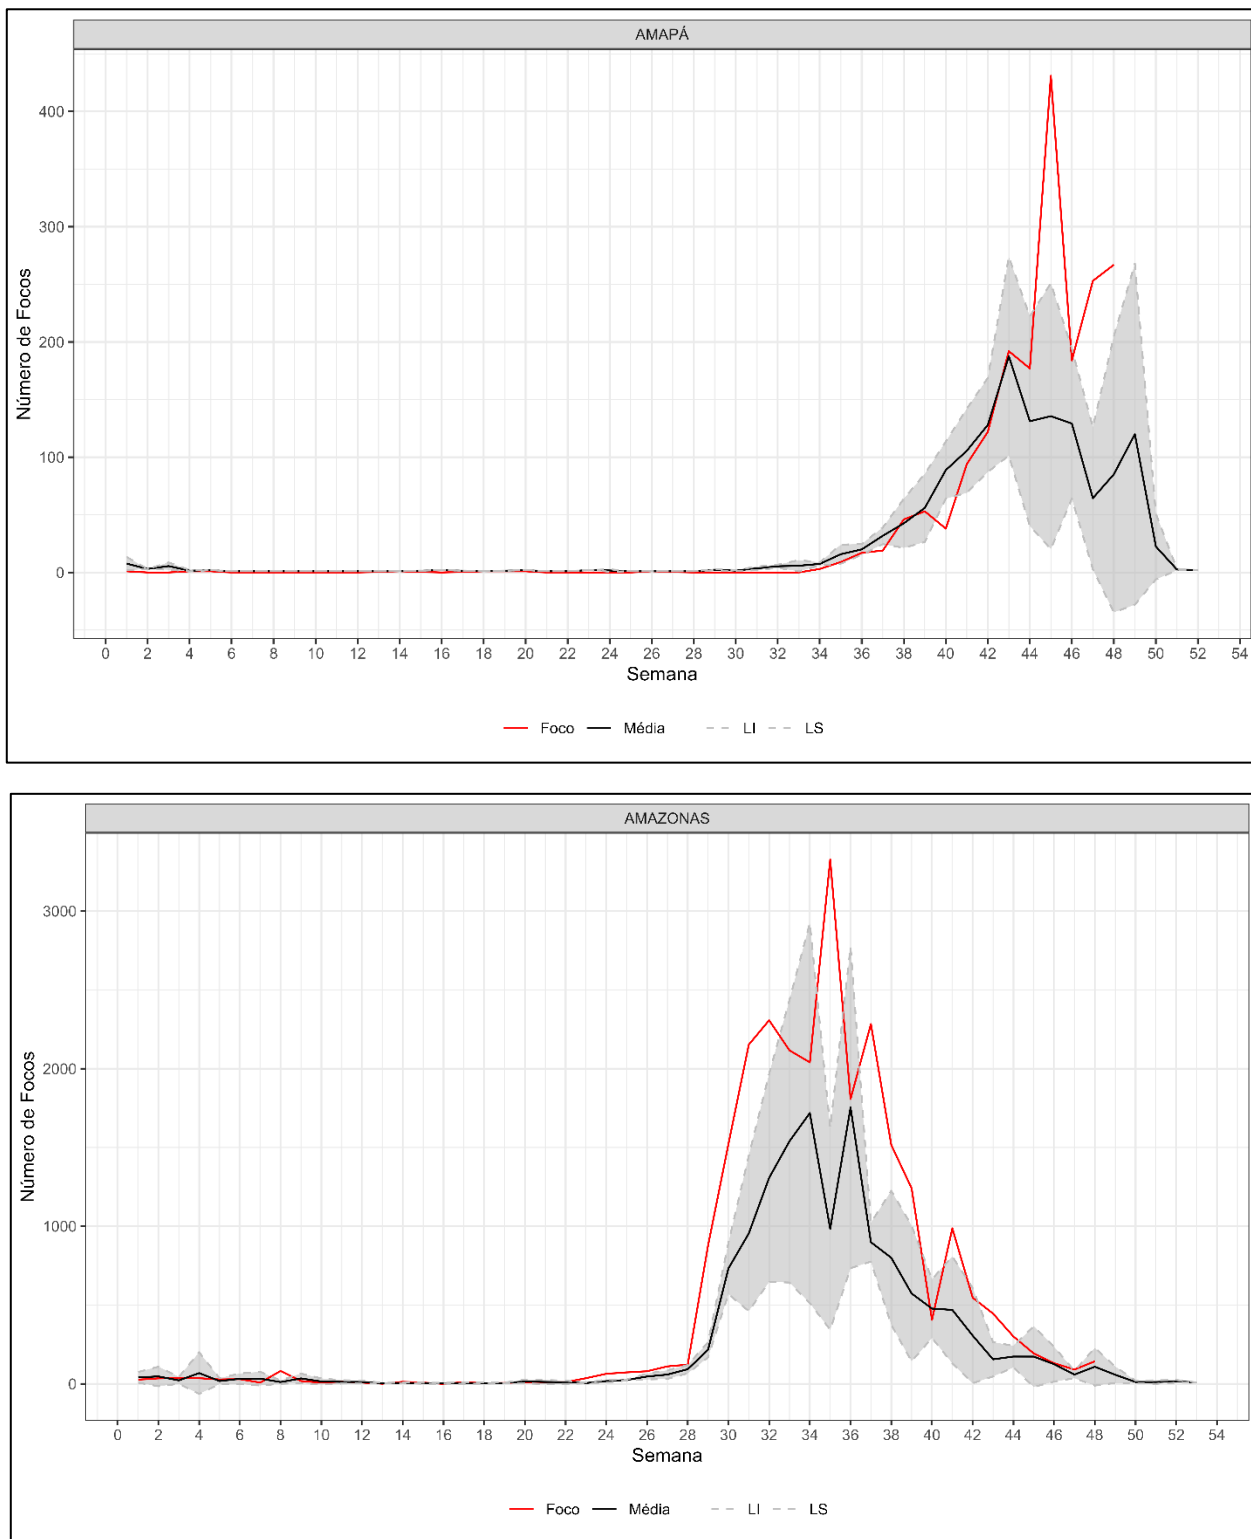 AMAPÁ
Número de Focos
400
300
200
100
0
0 2 4 6 8 10 12 14 16 18 20 22 24 26 28 30 32 34 36 38 40 42 44 46 48 50 52 54
Semana
Foco Média LI LS
AMAZONAS
Número de Focos
3000
2000
1000
0
0 2 4 6 8 10 12 14 16 18 20 22 24 26 28 30 32 34 36 38 40 42 44 46 48 50 52 54
Semana
Foco Média LI LS